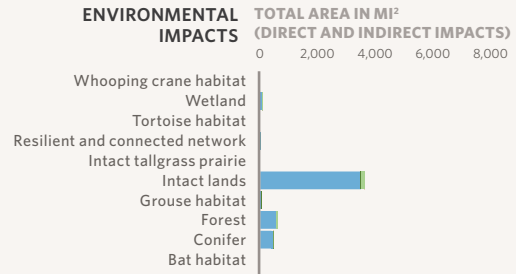 ENVIRONMENTAL IMPACTS
TOTAL AREA IN MI²
(DIRECT AND INDIRECT IMPACTS)
0 2,000 4,000 6,000 8,000
Whooping crane habitat
Wetland
Tortoise habitat
Resilient and connected network
Intact tallgrass prairie
Intact lands
Grouse habitat
Forest
Conifer
Bat habitat